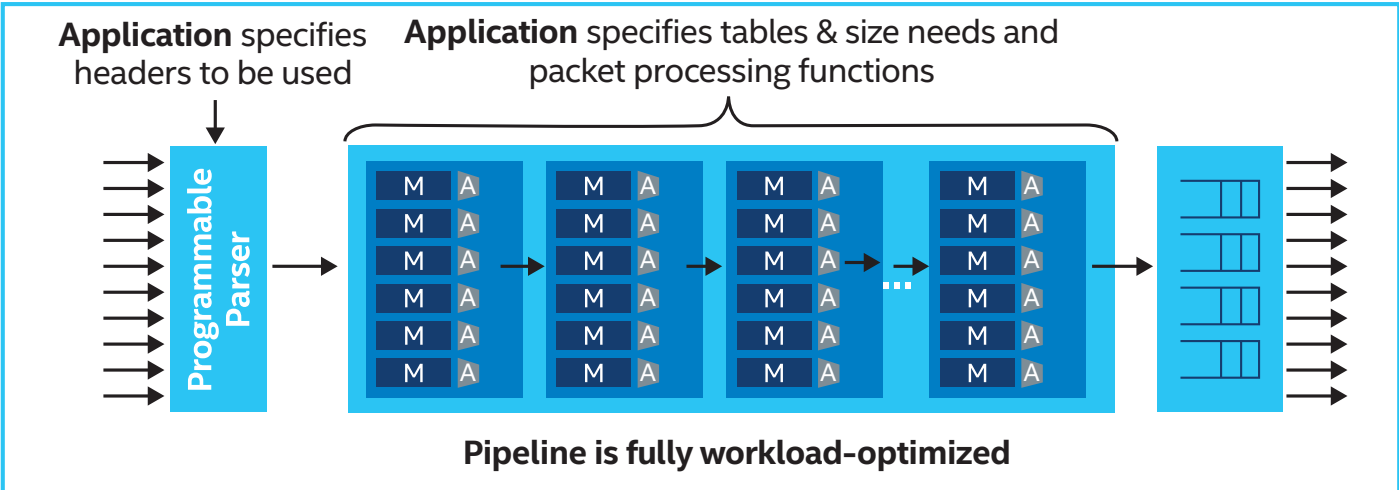 Application specifies
headers to be used
Application specifies tables & size needs and
packet processing functions
Programmable
Parser
M A M A M A M A
M A M A M A M A
M A M A M A M A
...
M A M A M A M A
M A M A M A M A
M A M A M A M A
Pipeline is fully workload-optimized